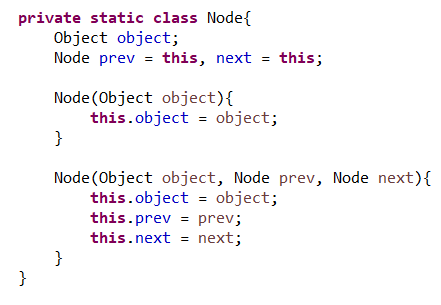 private static class Node{
    Object object;
    Node prev = this, next = this;

    Node(Object object){
        this.object = object;
    }

    Node(Object object, Node prev, Node next){
        this.object = object;
        this.prev = prev;
        this.next = next;
    }
}